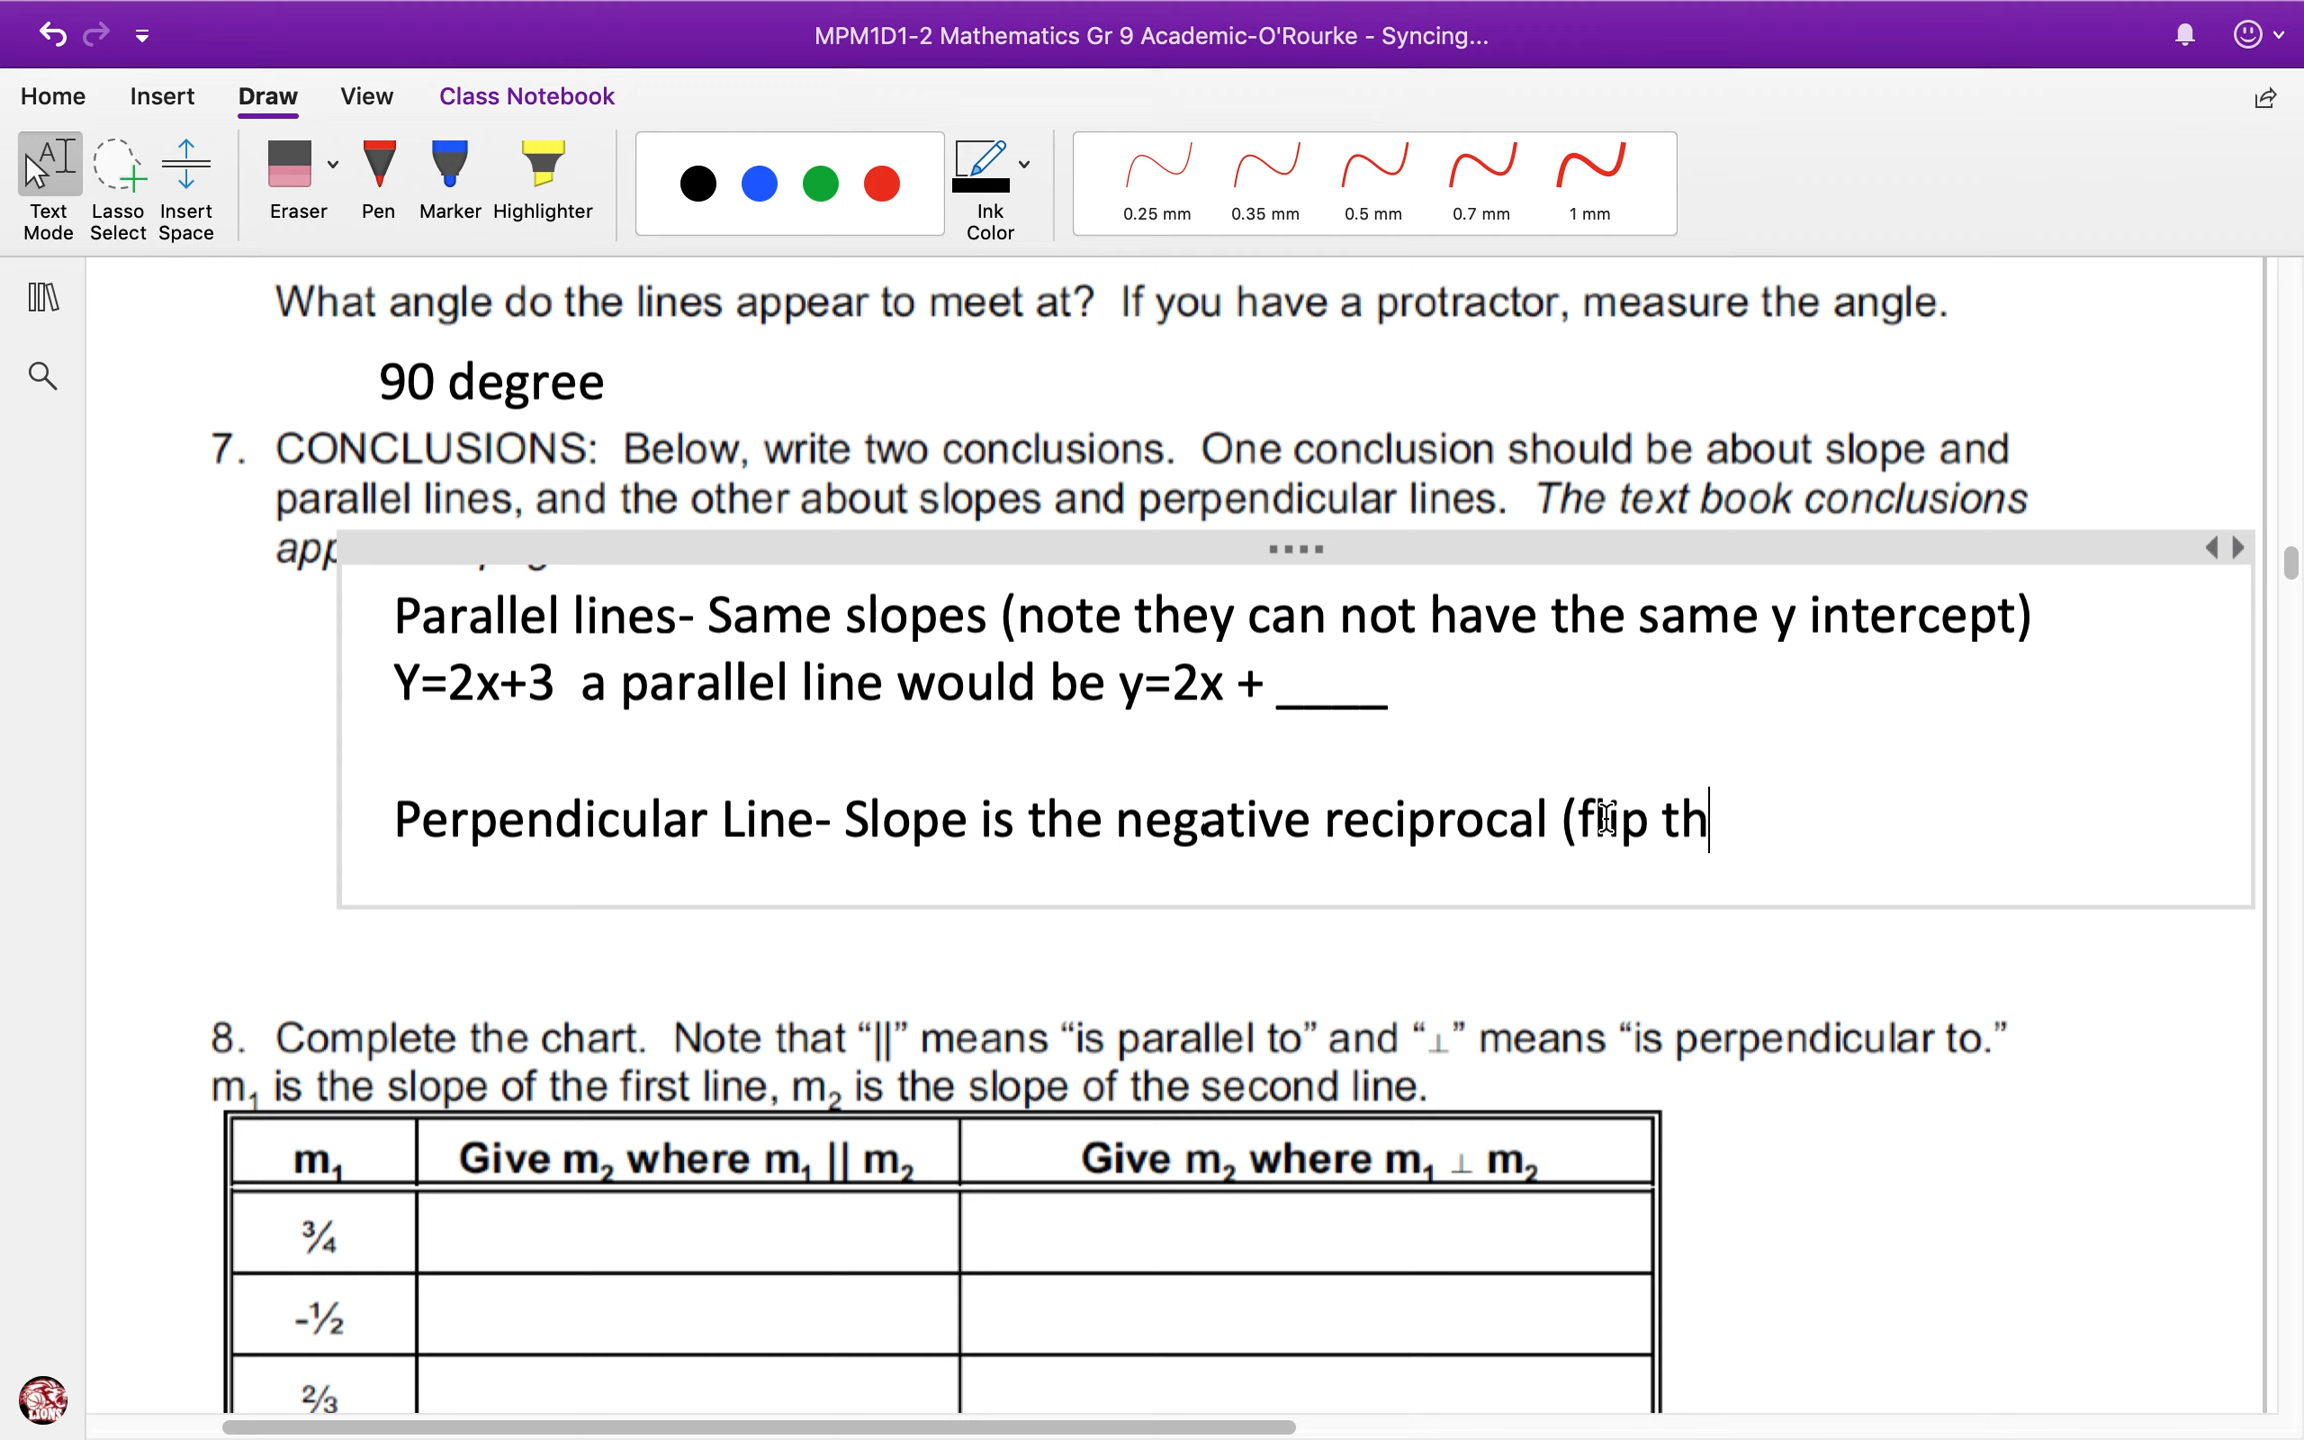 MPM1D1-2 Mathematics Gr 9 Academic-O'Rourke - Syncing...
Home Insert Draw View Class Notebook
Text Mode
Lasso Select
Insert Space
Eraser
Pen
Marker
Highlighter
Ink Color
0.25 mm 0.35 mm 0.5 mm 0.7 mm 1 mm
What angle do the lines appear to meet at? If you have a protractor, measure the angle.
90 degree
7. CONCLUSIONS: Below, write two conclusions. One conclusion should be about slope and
parallel lines, and the other about slopes and perpendicular lines. The text book conclusions
Parallel lines- Same slopes (note they can not have the same y intercept)
Y=2x+3 a parallel line would be y=2x + ____
Perpendicular Line- Slope is the negative reciprocal (flip th
8. Complete the chart. Note that “||” means “is parallel to” and “⊥” means “is perpendicular to.”
m₁ is the slope of the first line, m₂ is the slope of the second line.
m₁ Give m₂ where m₁ || m₂ Give m₂ where m₁ ⊥ m₂
¾
-½
⅔
LIONS